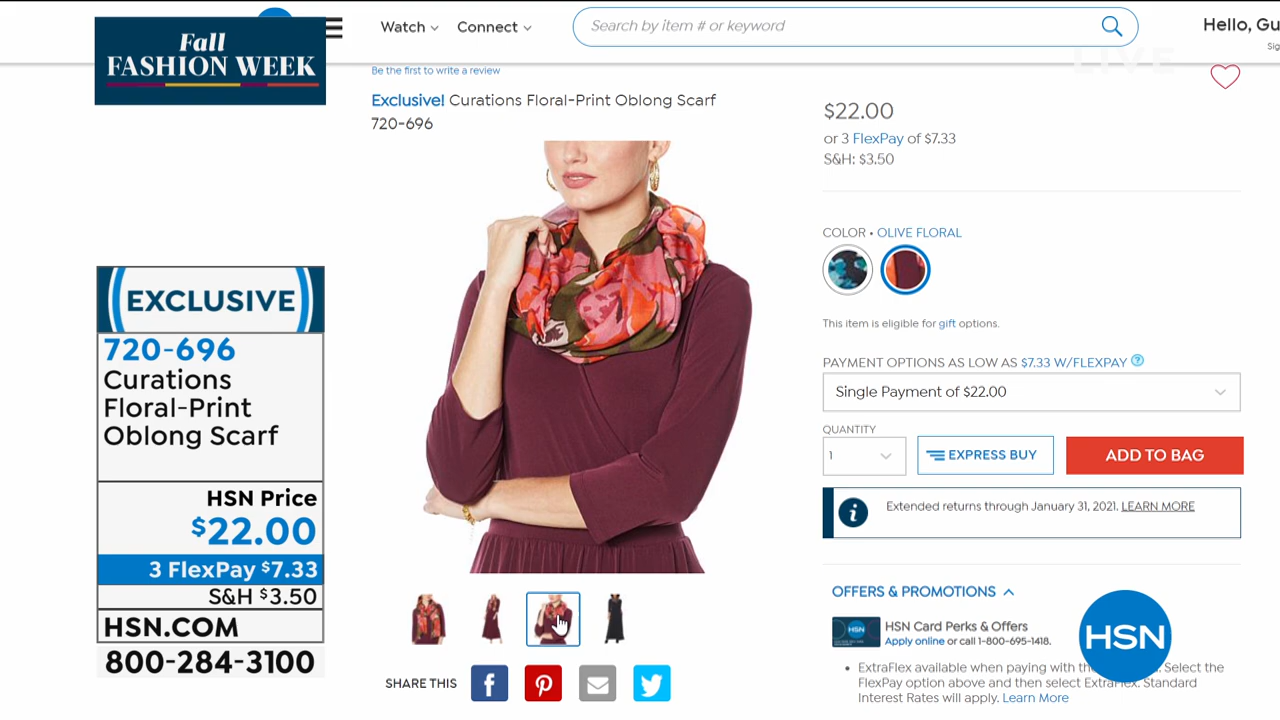 Fall
FASHION WEEK
Watch
Connect
Search by item # or keyword
Hello, Gu
Sig
LIVE
Be the first to write a review
Exclusive! Curations Floral-Print Oblong Scarf
720-696
$22.00
or 3 FlexPay of $7.33
S&H: $3.50
COLOR • OLIVE FLORAL
This item is eligible for gift options.
PAYMENT OPTIONS AS LOW AS $7.33 W/FLEXPAY ?
Single Payment of $22.00
QUANTITY
1
EXPRESS BUY
ADD TO BAG
i
Extended returns through January 31, 2021. LEARN MORE
OFFERS & PROMOTIONS
HSN
HSN Card Perks & Offers
Apply online or call 1-800-695-1418.
• ExtraFlex available when paying with the Select the
FlexPay option above and then select ExtraFlex. Standard
Interest Rates will apply. Learn More
HSN
EXCLUSIVE
720-696
Curations
Floral-Print
Oblong Scarf
HSN Price
$22.00
3 FlexPay $7.33
S&H $3.50
HSN.COM
800-284-3100
SHARE THIS